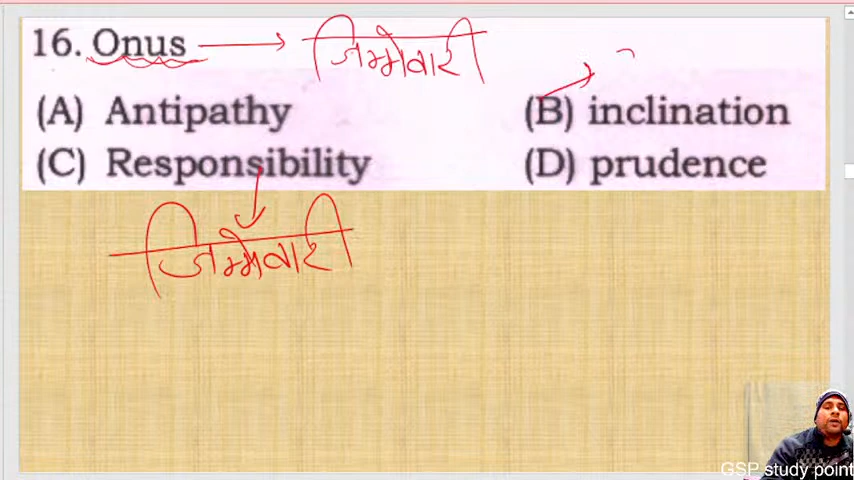 16. Onus जिम्मेवारी
(A) Antipathy (B) inclination
(C) Responsibility (D) prudence
जिम्मेवारी
GSP study point